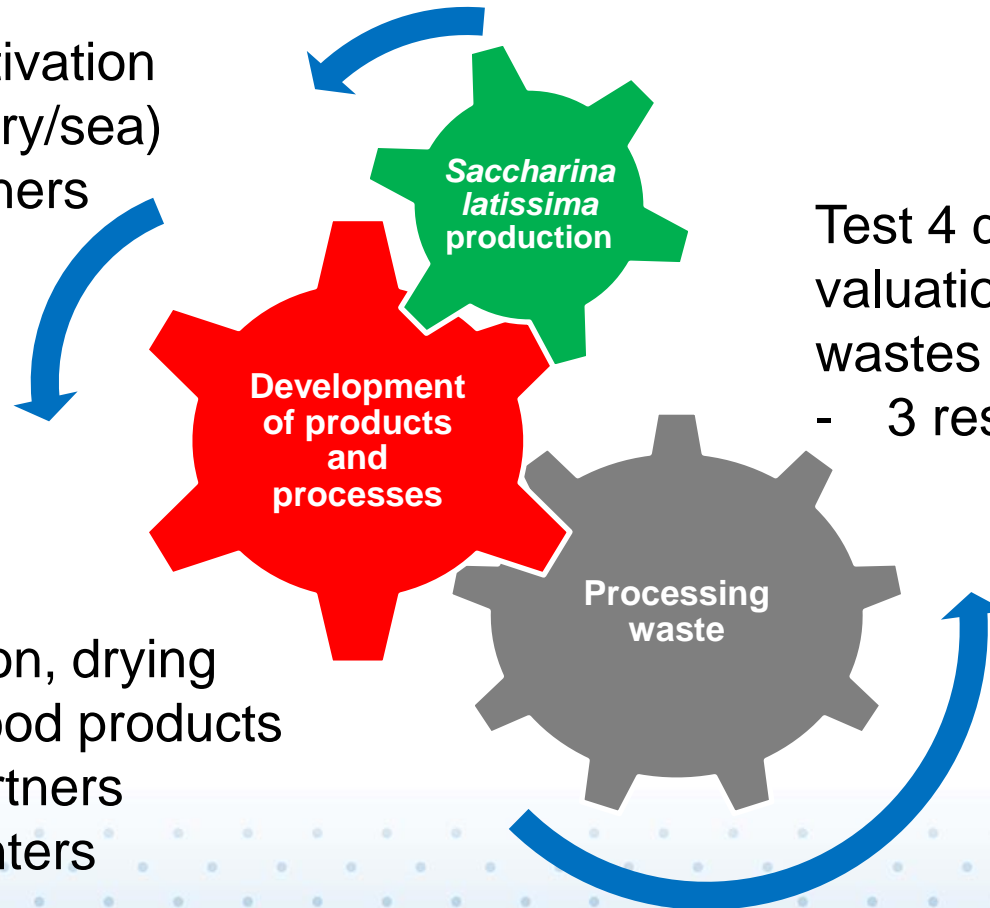 tivation
ry/sea)
ners
Saccharina
latissima
production
Test 4 d
valuatio
wastes
- 3 res
Development
of products
and
processes
Processing
waste
on, drying
ood products
rtners
nters